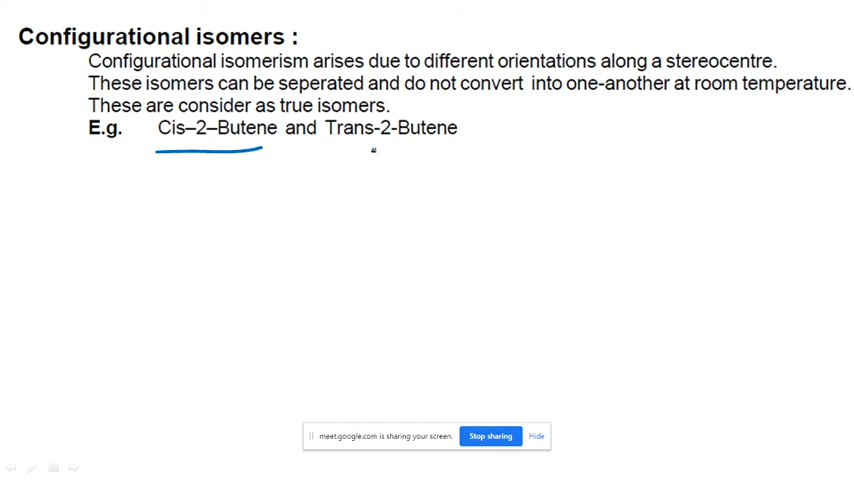 Configurational isomers :
Configurational isomerism arises due to different orientations along a stereocentre.
These isomers can be seperated and do not convert into one-another at room temperature.
These are consider as true isomers.
E.g. Cis–2–Butene and Trans-2-Butene
meet.google.com is sharing your screen. Stop sharing Hide